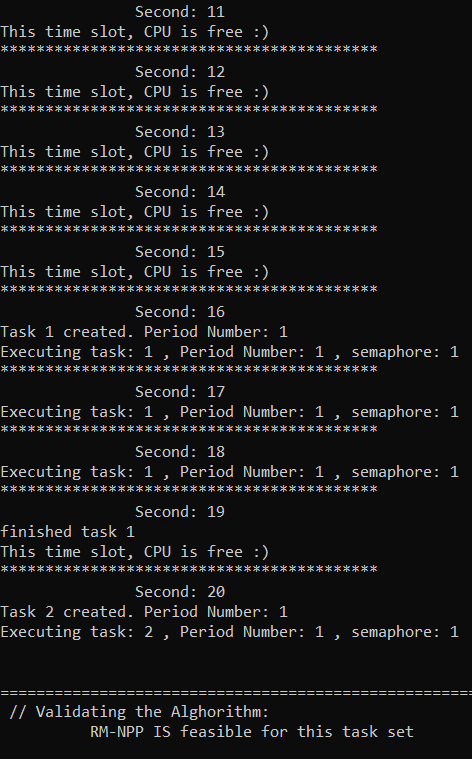 Second: 11
This time slot, CPU is free :)
******************************************
Second: 12
This time slot, CPU is free :)
******************************************
Second: 13
This time slot, CPU is free :)
******************************************
Second: 14
This time slot, CPU is free :)
******************************************
Second: 15
This time slot, CPU is free :)
******************************************
Second: 16
Task 1 created. Period Number: 1
Executing task: 1 , Period Number: 1 , semaphore: 1
******************************************
Second: 17
Executing task: 1 , Period Number: 1 , semaphore: 1
******************************************
Second: 18
Executing task: 1 , Period Number: 1 , semaphore: 1
******************************************
Second: 19
finished task 1
This time slot, CPU is free :)
******************************************
Second: 20
Task 2 created. Period Number: 1
Executing task: 2 , Period Number: 1 , semaphore: 1
=====================================================
// Validating the Alghorithm:
RM-NPP IS feasible for this task set